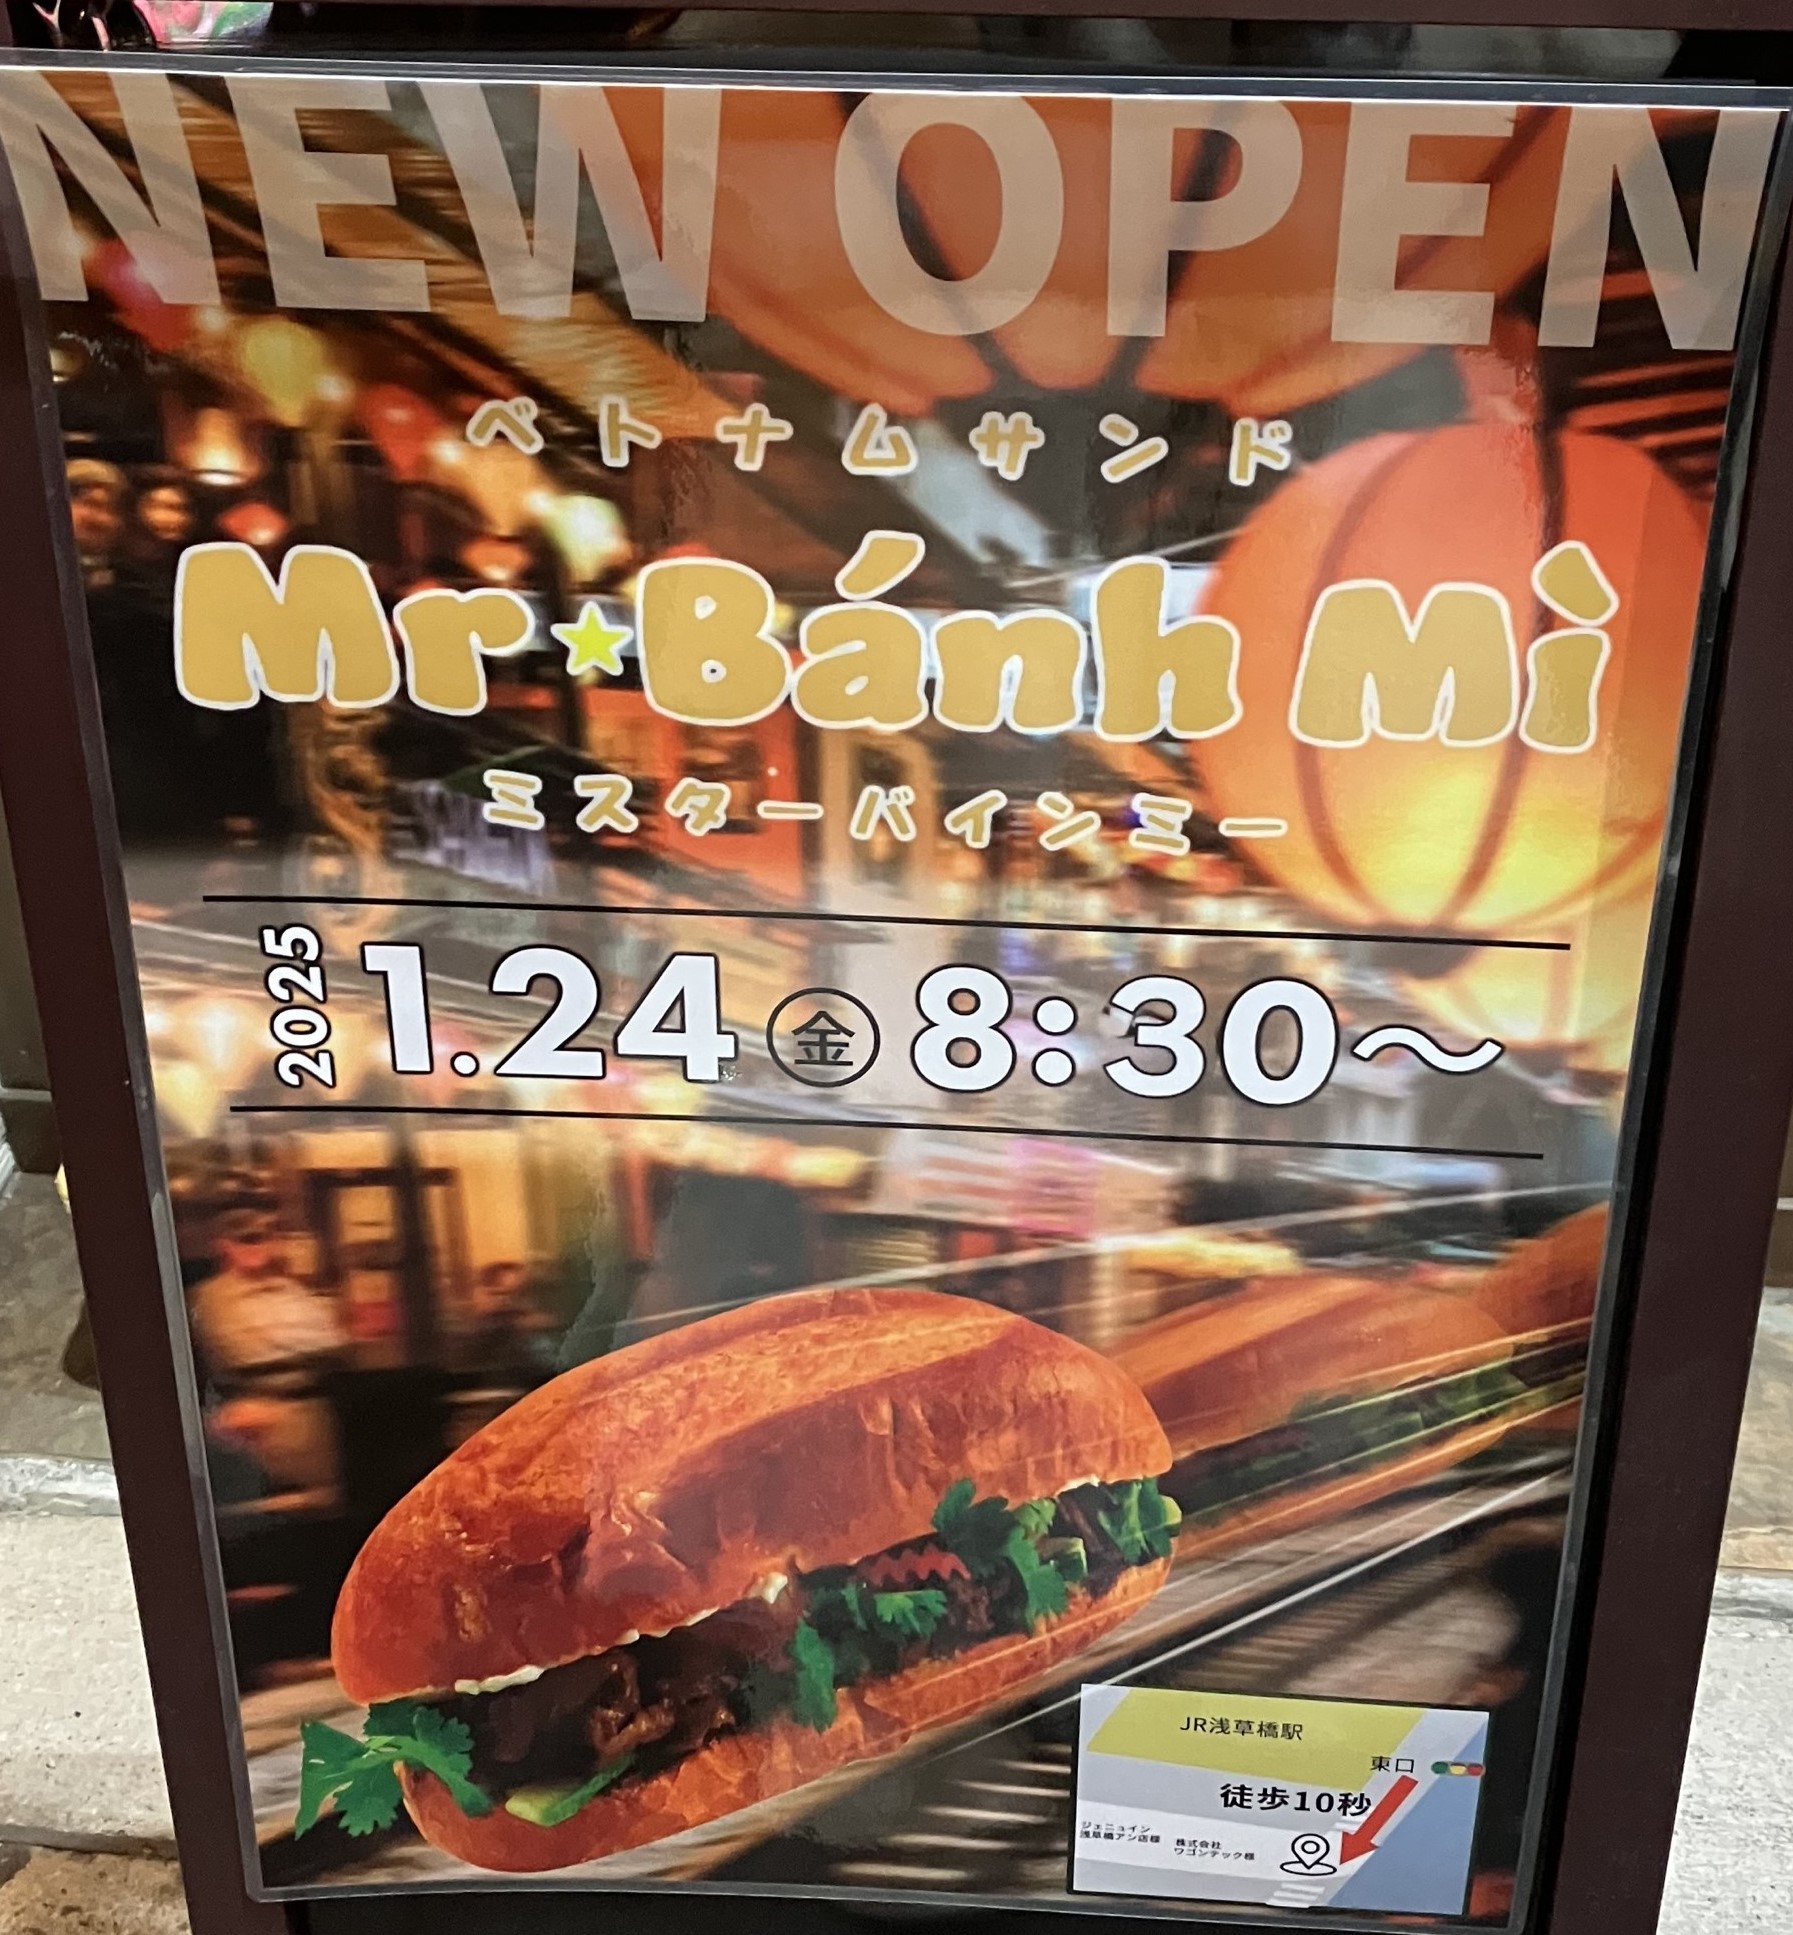 NEW OPEN
ベトナムサンド
Mr★Bánh Mì
ミスターバインミー
2025 1.24 ㊎ 8:30～
JR浅草橋駅
東口
徒歩10秒
ジェニュイン
浅草橋アン店様
株式会社
ワゴンテック様